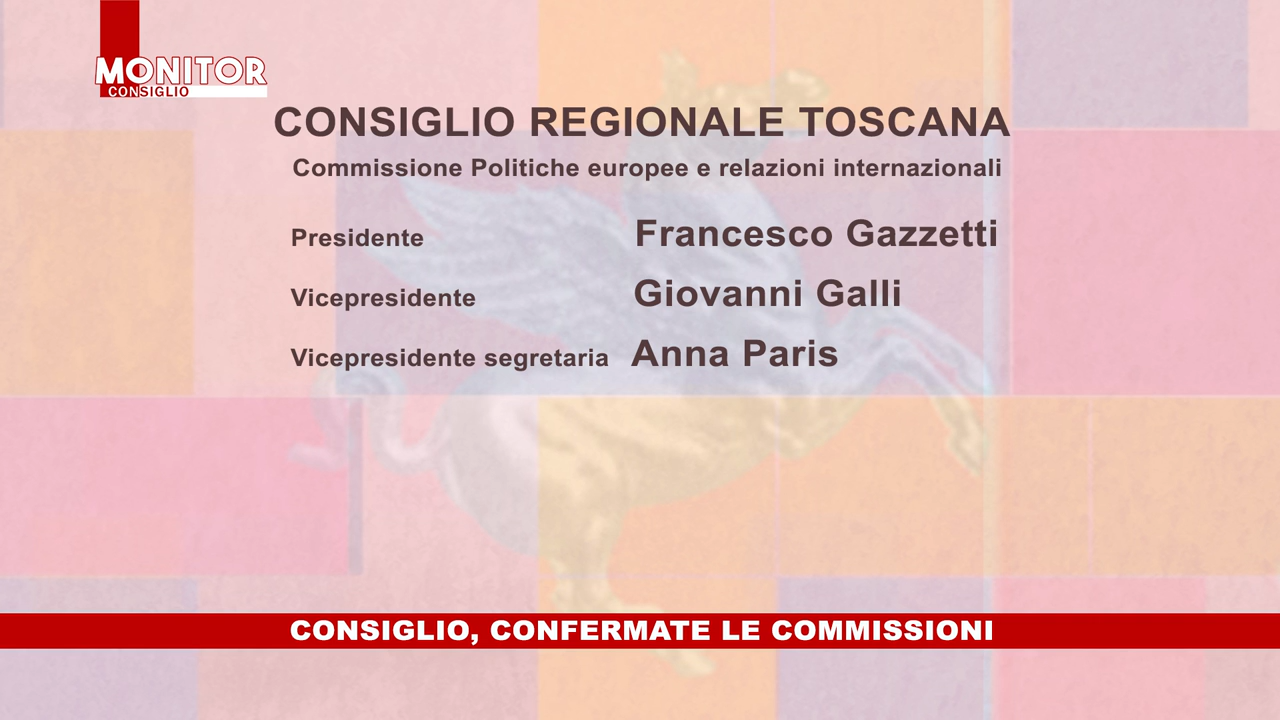 MONITOR
CONSIGLIO
CONSIGLIO REGIONALE TOSCANA
Commissione Politiche europee e relazioni internazionali
Presidente Francesco Gazzetti
Vicepresidente Giovanni Galli
Vicepresidente segretaria Anna Paris
CONSIGLIO, CONFERMATE LE COMMISSIONI